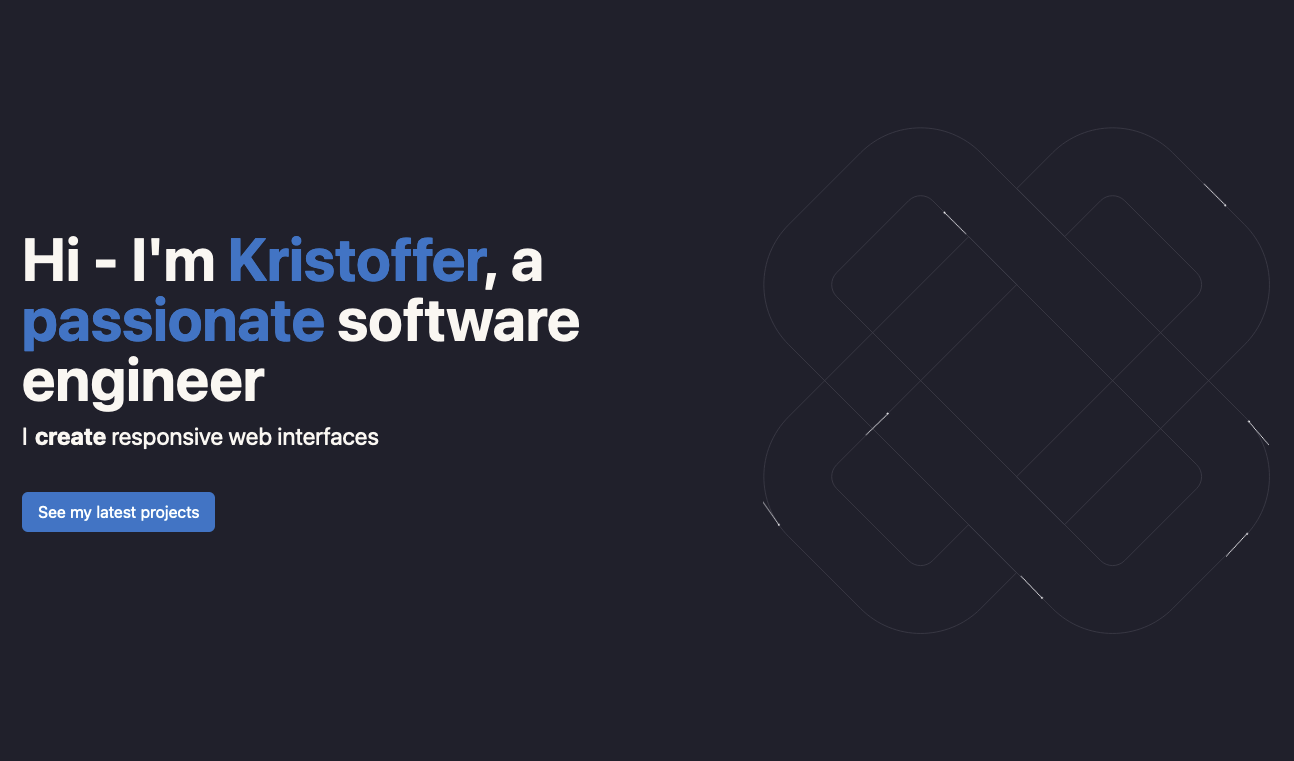 Hi - I'm Kristoffer, a
passionate software
engineer
I create responsive web interfaces
See my latest projects